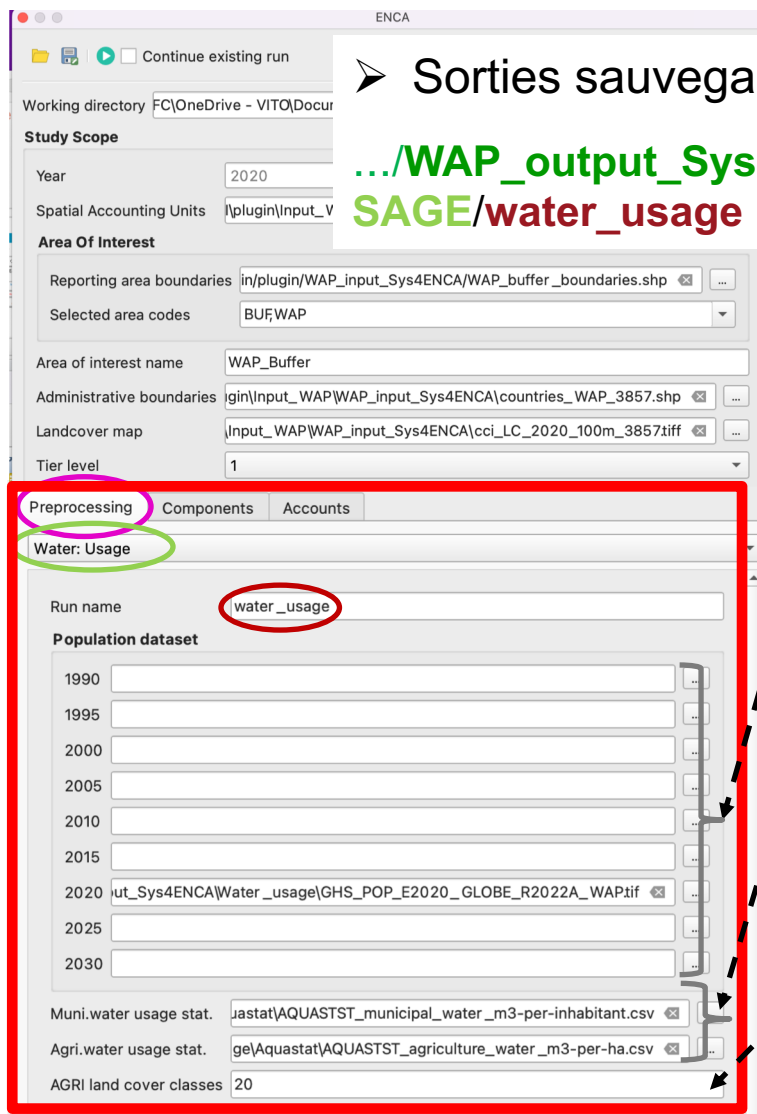 ENCA
Continue existing run
➢ Sorties sauvega
Working directory FC\OneDrive - VITO\Docur
Study Scope
.../WAP_output_Sys
Year 2020
SAGE/water_usage
Spatial Accounting Units l\plugin\Input_W
Area Of Interest
Reporting area boundaries in/plugin/WAP_input_Sys4ENCA/WAP_buffer_boundaries.shp ...
Selected area codes BUF,WAP
Area of interest name WAP_Buffer
Administrative boundaries ıgin\Input_WAP\WAP_input_Sys4ENCA\countries_WAP_3857.shp ...
Landcover map \Input_WAP\WAP_input_Sys4ENCA\cci_LC_2020_100m_3857.tiff ...
Tier level 1
Preprocessing Components Accounts
Water: Usage
Run name water_usage
Population dataset
1990 ...
1995 ...
2000 ...
2005 ...
2010 ...
2015 ...
2020 ut_Sys4ENCA\Water_usage\GHS_POP_E2020_GLOBE_R2022A_WAP.tif ...
2025 ...
2030 ...
Muni.water usage stat. uastat\AQUASTST_municipal_water_m3-per-inhabitant.csv ...
Agri.water usage stat. ge\Aquastat\AQUASTST_agriculture_water_m3-per-ha.csv ...
AGRI land cover classes 20